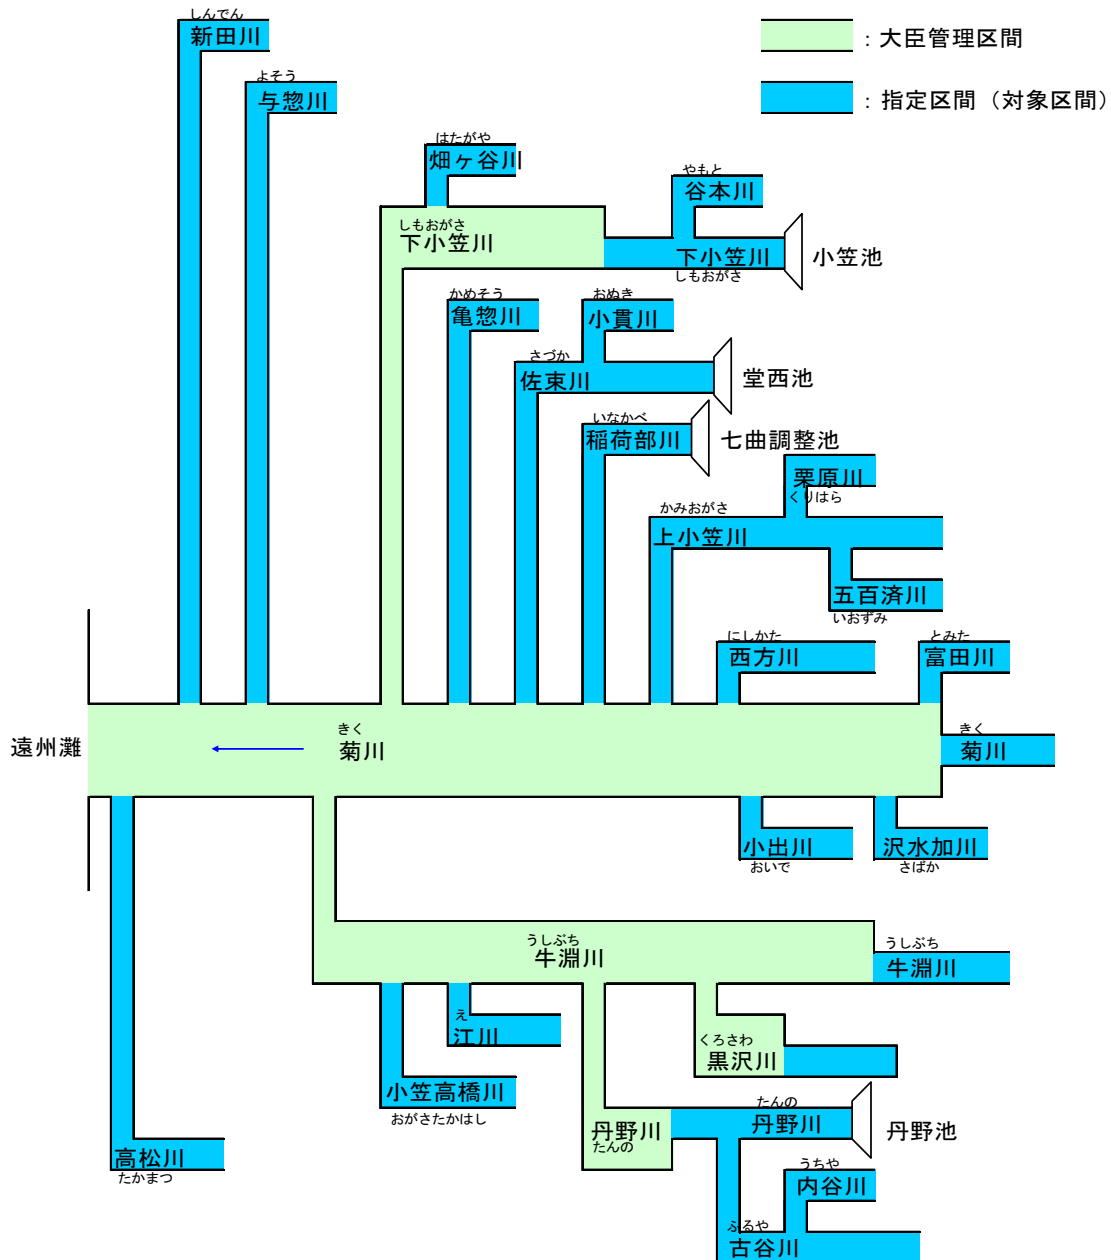 しんでん
新田川
：大臣管理区間
よそう
与惣川
：指定区間（対象区間）
はたがや
畑ヶ谷川
やもと
谷本川
しもおがさ
下小笠川
下小笠川
しもおがさ
小笠池
かめそう
亀惣川
おぬき
小貫川
さづか
佐束川
堂西池
いなかべ
稲荷部川
七曲調整池
栗原川
くりはら
かみおがさ
上小笠川
五百済川
いおずみ
にしかた
西方川
とみた
富田川
遠州灘
きく
菊川
きく
菊川
小出川
おいで
沢水加川
さばか
うしぶち
牛淵川
うしぶち
牛淵川
え
江川
くろさわ
黒沢川
小笠高橋川
おがさたかはし
丹野川
たんの
たんの
丹野川
丹野池
高松川
たかまつ
うちや
内谷川
ふるや
古谷川